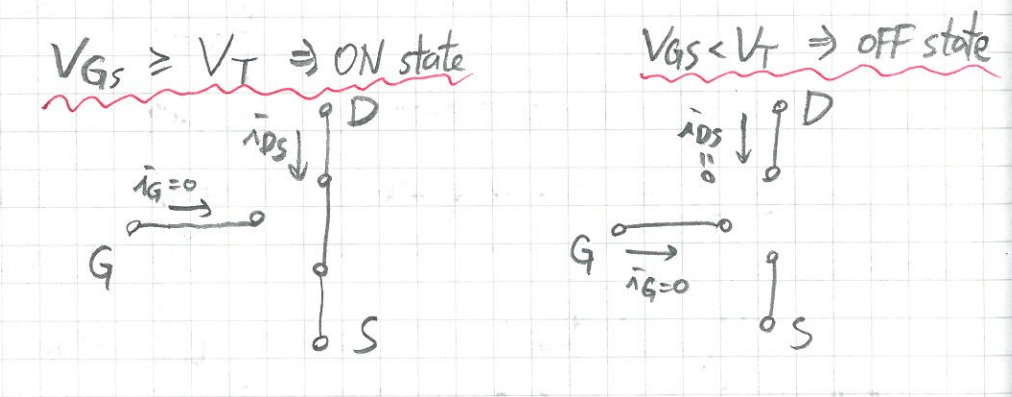 VGS ≥ VT ⇒ ON state
D
iDS
iG=0
G
S
VGS < VT ⇒ OFF state
D
iDS
=
0
G
iG=0
S